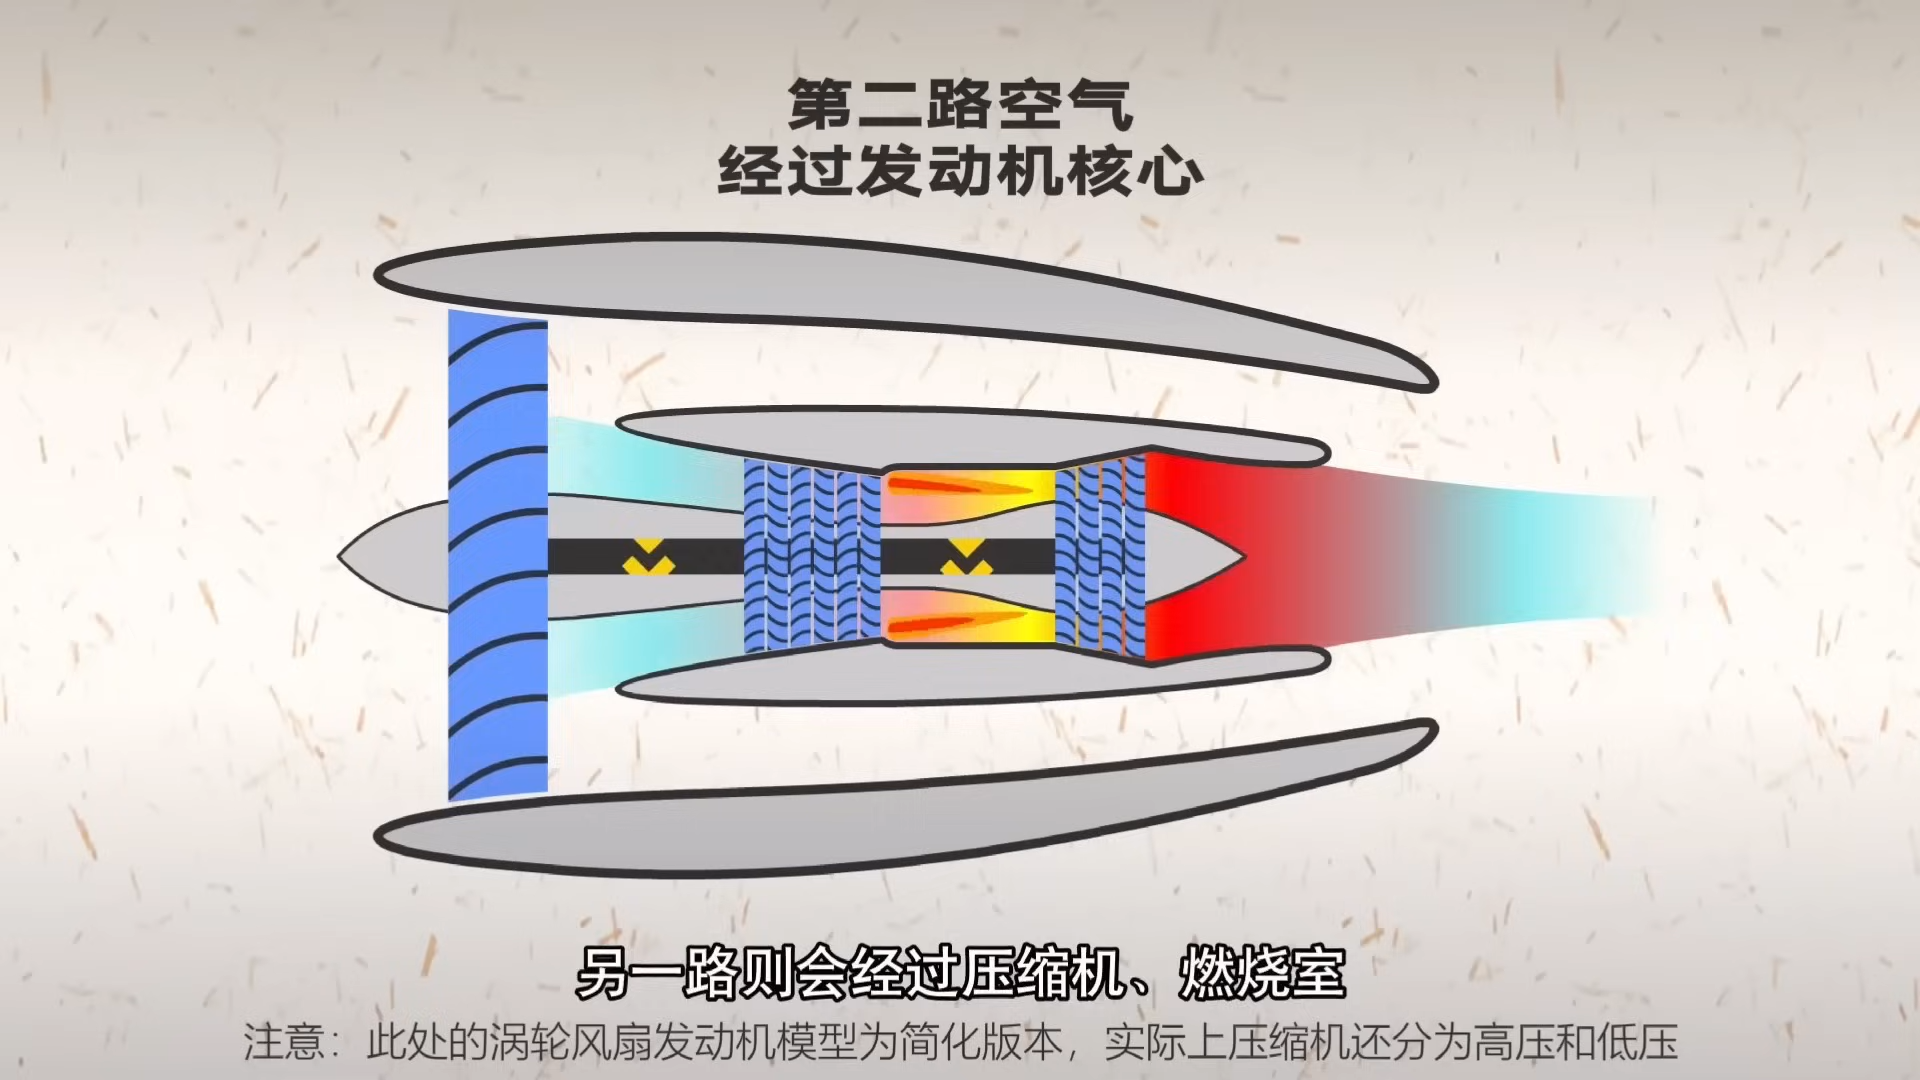 第二路空气
经过发动机核心
另一路则会经过压缩机、燃烧室
注意：此处的涡轮风扇发动机模型为简化版本，实际上压缩机还分为高压和低压